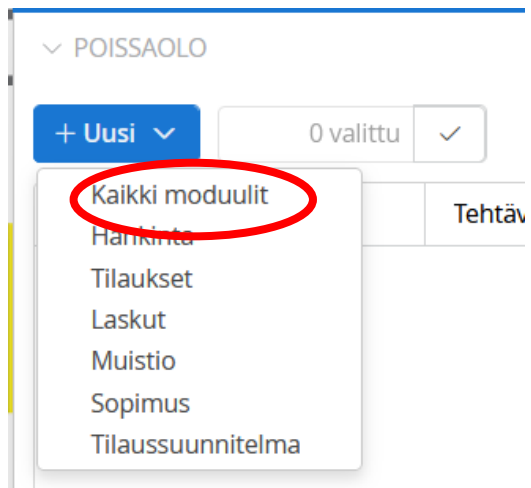 POISSAOLO
+ Uusi
0 valittu
Kaikki moduulit
Hankinta
Tehtäv
Tilaukset
Laskut
Muistio
Sopimus
Tilaussuunnitelma